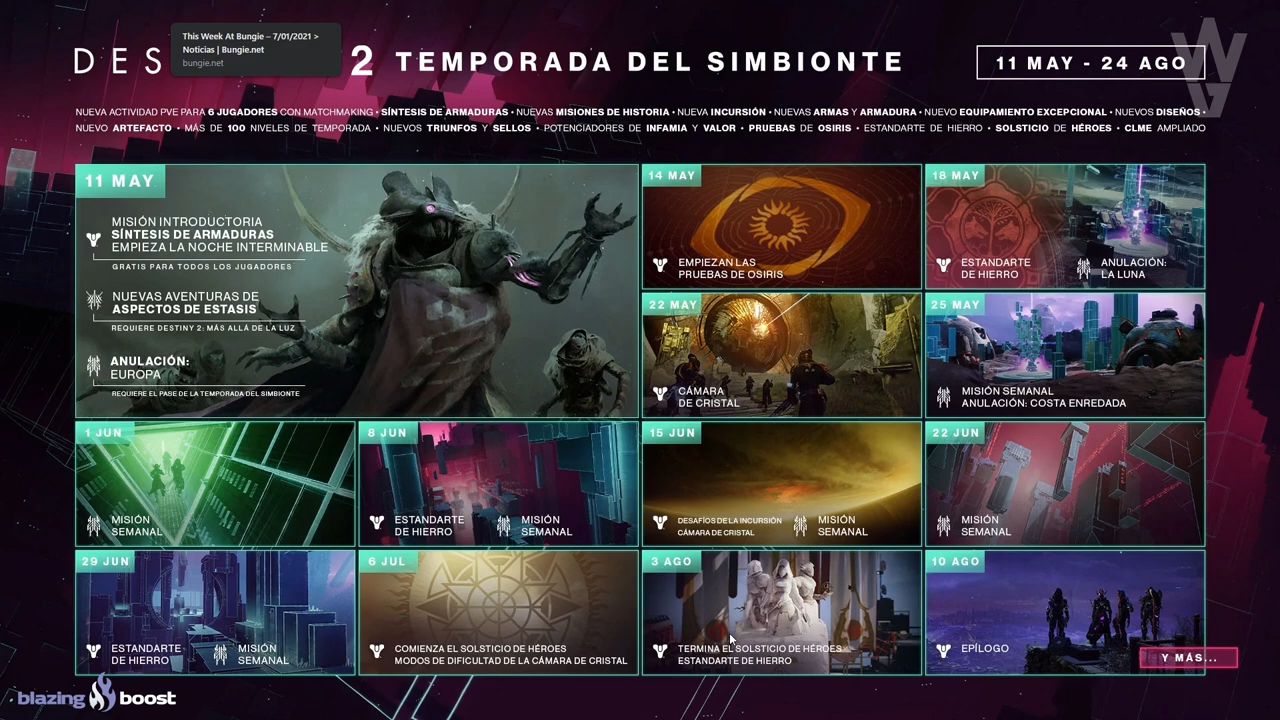 This Week At Bungie – 7/01/2021 >
Noticias | Bungie.net
bungie.net
DES 2 TEMPORADA DEL SIMBIONTE
11 MAY - 24 AGO
NUEVA ACTIVIDAD PVE PARA 6 JUGADORES CON MATCHMAKING • SÍNTESIS DE ARMADURAS • NUEVAS MISIONES DE HISTORIA • NUEVA INCURSIÓN • NUEVAS ARMAS Y ARMADURA • NUEVO EQUIPAMIENTO EXCEPCIONAL • NUEVOS DISEÑOS •
NUEVO ARTEFACTO • MÁS DE 100 NIVELES DE TEMPORADA • NUEVOS TRIUNFOS Y SELLOS • POTENCIADORES DE INFAMIA Y VALOR • PRUEBAS DE OSIRIS • ESTANDARTE DE HIERRO • SOLSTICIO DE HÉROES • CLME AMPLIADO
11 MAY
MISIÓN INTRODUCTORIA
SÍNTESIS DE ARMADURAS
EMPIEZA LA NOCHE INTERMINABLE
GRATIS PARA TODOS LOS JUGADORES
NUEVAS AVENTURAS DE
ASPECTOS DE ESTASIS
REQUIERE DESTINY 2: MÁS ALLÁ DE LA LUZ
ANULACIÓN:
EUROPA
REQUIERE EL PASE DE LA TEMPORADA DEL SIMBIONTE
14 MAY
EMPIEZAN LAS
PRUEBAS DE OSIRIS
18 MAY
ESTANDARTE
DE HIERRO
ANULACIÓN:
LA LUNA
22 MAY
CÁMARA
DE CRISTAL
25 MAY
MISIÓN SEMANAL
ANULACIÓN: COSTA ENREDADA
1 JUN
MISIÓN
SEMANAL
8 JUN
ESTANDARTE
DE HIERRO
MISIÓN
SEMANAL
15 JUN
DESAFÍOS DE LA INCURSIÓN
CÁMARA DE CRISTAL
MISIÓN
SEMANAL
22 JUN
MISIÓN
SEMANAL
29 JUN
ESTANDARTE
DE HIERRO
MISIÓN
SEMANAL
6 JUL
COMIENZA EL SOLSTICIO DE HÉROES
MODOS DE DIFICULTAD DE LA CÁMARA DE CRISTAL
3 AGO
TERMINA EL SOLSTICIO DE HÉROES
ESTANDARTE DE HIERRO
10 AGO
EPÍLOGO
Y MÁS...
blazing boost